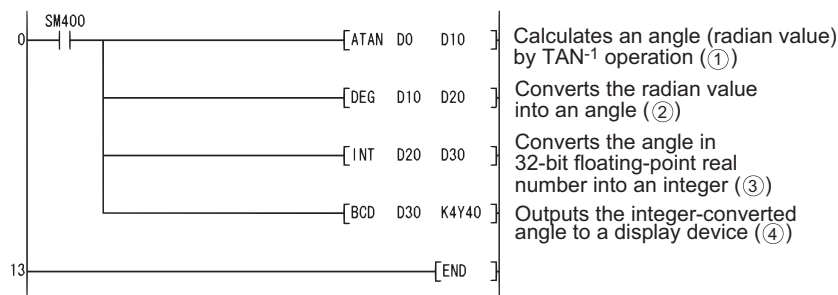 SM400
0 [ATAN D0 D10 ] Calculates an angle (radian value)
by TAN-1 operation (①)
[DEG D10 D20 ] Converts the radian value
into an angle (②)
[INT D20 D30 ] Converts the angle in
32-bit floating-point real
number into an integer (③)
[BCD D30 K4Y40 ] Outputs the integer-converted
angle to a display device (④)
13 [END ]